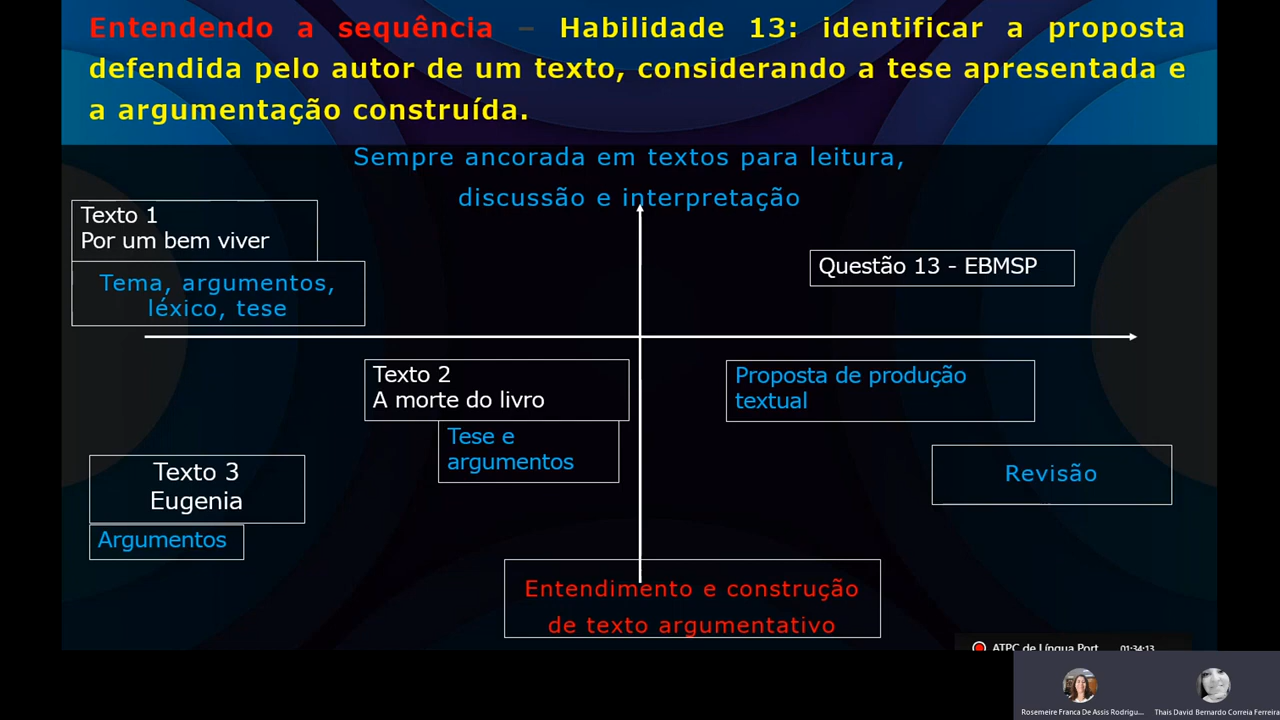 Entendendo a sequência – Habilidade 13: identificar a proposta
defendida pelo autor de um texto, considerando a tese apresentada e
a argumentação construída.
Sempre ancorada em textos para leitura,
discussão e interpretação
Texto 1
Por um bem viver
Tema, argumentos,
léxico, tese
Questão 13 - EBMSP
Texto 2
A morte do livro
Tese e
argumentos
Proposta de produção
textual
Texto 3
Eugenia
Argumentos
Revisão
Entendimento e construção
de texto argumentativo
ATPC de Língua Port
01:34:13
Rosemeire Franca De Assis Rodrigu...
Thais David Bernardo Correia Ferreira